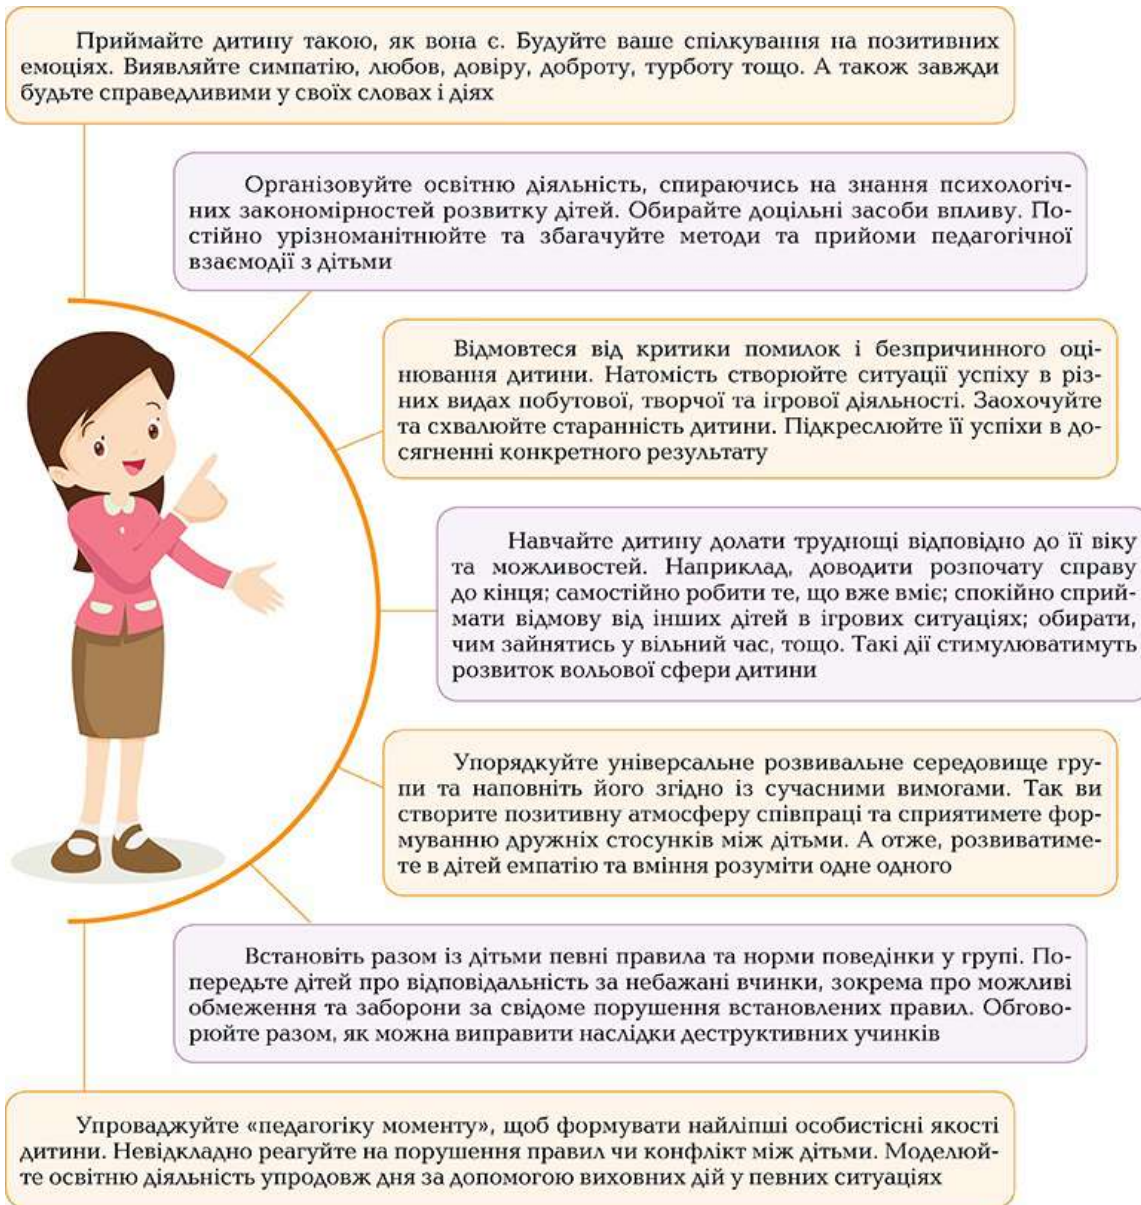 Приймайте дитину такою, як вона є. Будуйте ваше спілкування на позитивних
емоціях. Виявляйте симпатію, любов, довіру, доброту, турботу тощо. А також завжди
будьте справедливими у своїх словах і діях
Організовуйте освітню діяльність, спираючись на знання психологіч-
них закономірностей розвитку дітей. Обирайте доцільні засоби впливу. По-
стійно урізноманітнюйте та збагачуйте методи та прийоми педагогічної
взаємодії з дітьми
Відмовтеся від критики помилок і безпричинного оці-
нювання дитини. Натомість створюйте ситуації успіху в різ-
них видах побутової, творчої та ігрової діяльності. Заохочуйте
та схвалюйте старанність дитини. Підкреслюйте її успіхи в до-
сягненні конкретного результату
Навчайте дитину долати труднощі відповідно до її віку
та можливостей. Наприклад, доводити розпочату справу
до кінця; самостійно робити те, що вже вміє; спокійно сприй-
мати відмову від інших дітей в ігрових ситуаціях; обирати,
чим зайнятись у вільний час, тощо. Такі дії стимулюватимуть
розвиток вольової сфери дитини
Упорядкуйте універсальне розвивальне середовище гру-
пи та наповніть його згідно із сучасними вимогами. Так ви
створите позитивну атмосферу співпраці та сприятимете фор-
муванню дружніх стосунків між дітьми. А отже, розвиватиме-
те в дітей емпатію та вміння розуміти одне одного
Встановіть разом із дітьми певні правила та норми поведінки у групі. По-
передьте дітей про відповідальність за небажані вчинки, зокрема про можливі
обмеження та заборони за свідоме порушення встановлених правил. Обгово-
рюйте разом, як можна виправити наслідки деструктивних учинків
Упроваджуйте «педагогіку моменту», щоб формувати найліпші особистісні якості
дитини. Невідкладно реагуйте на порушення правил чи конфлікт між дітьми. Моделюй-
те освітню діяльність упродовж дня за допомогою виховних дій у певних ситуаціях